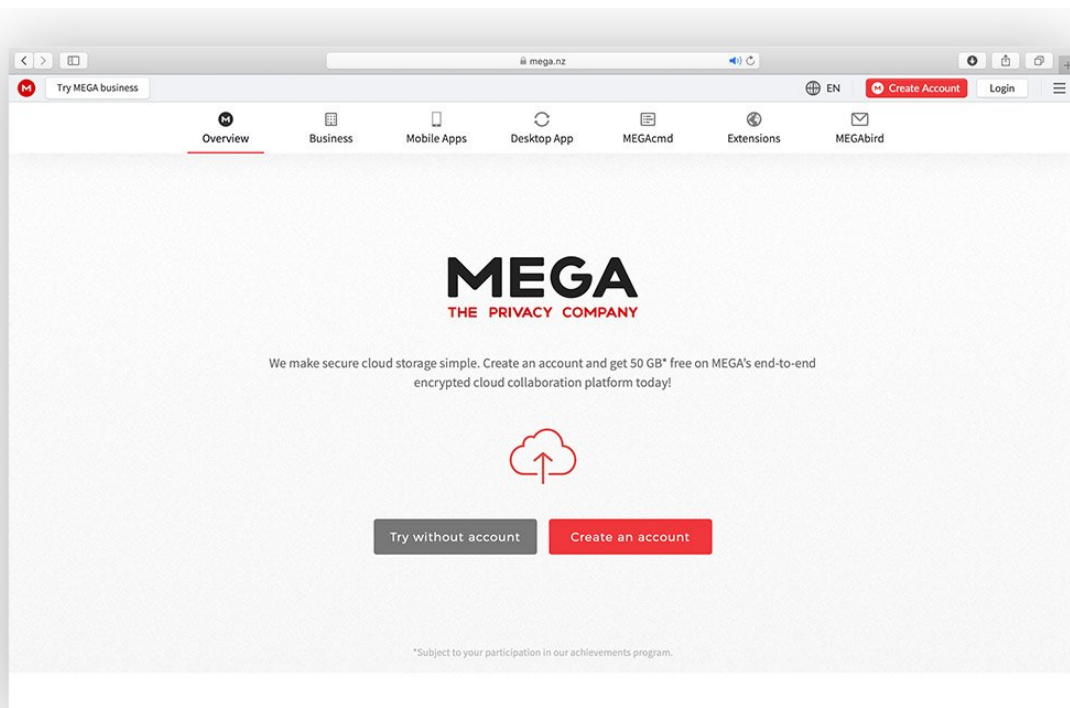 mega.nz
Try MEGA business
EN
Create Account
Login
Overview
Business
Mobile Apps
Desktop App
MEGAcmd
Extensions
MEGAbird
MEGA
THE PRIVACY COMPANY
We make secure cloud storage simple. Create an account and get 50 GB* free on MEGA's end-to-end
encrypted cloud collaboration platform today!
Try without account
Create an account
*Subject to your participation in our achievements program.